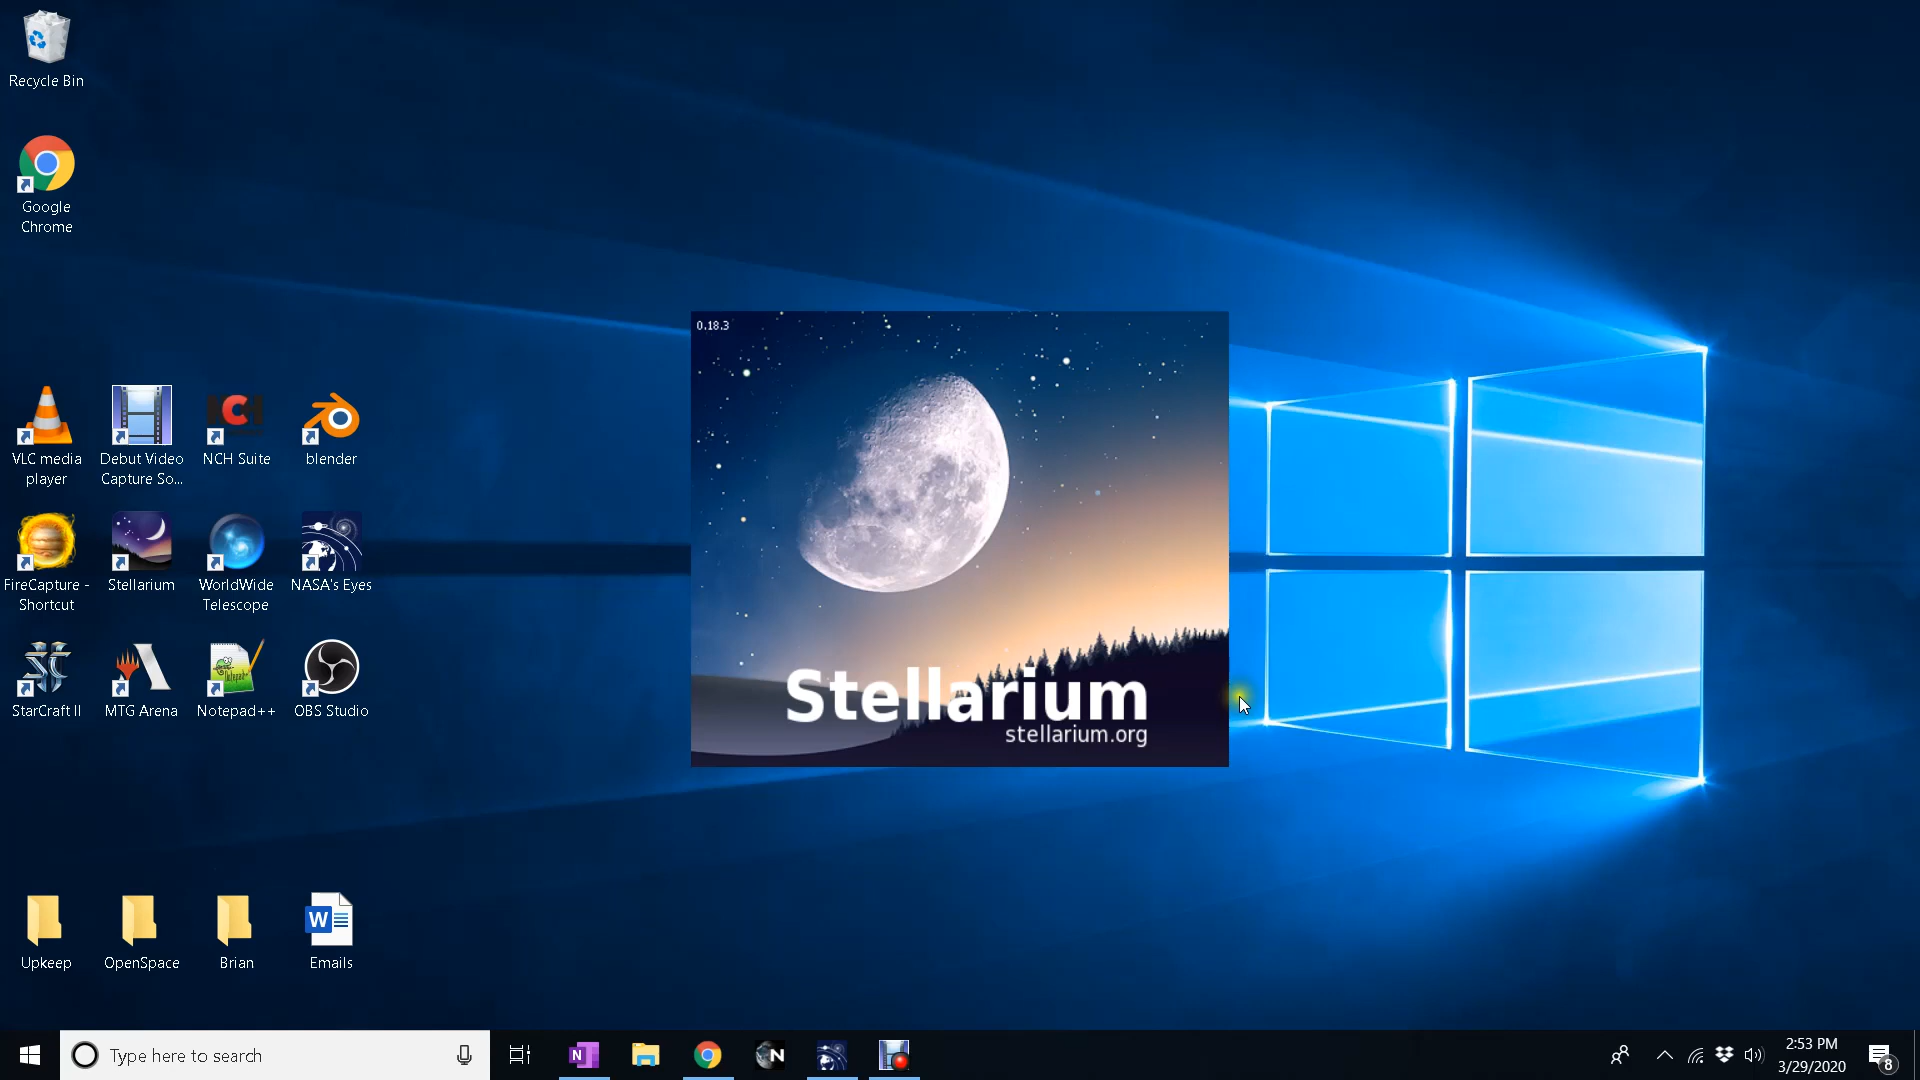 Recycle Bin
Google
Chrome
0.18.3
Stellarium
stellarium.org
VLC media
player
Debut Video
Capture So...
NCH
NCH Suite
blender
FireCapture -
Shortcut
Stellarium
WorldWide
Telescope
NASA's Eyes
StarCraft II
MTG Arena
Notepad++
OBS Studio
Upkeep
OpenSpace
Brian
W
Emails
Type here to search
N
N
2:53 PM
3/29/2020
8